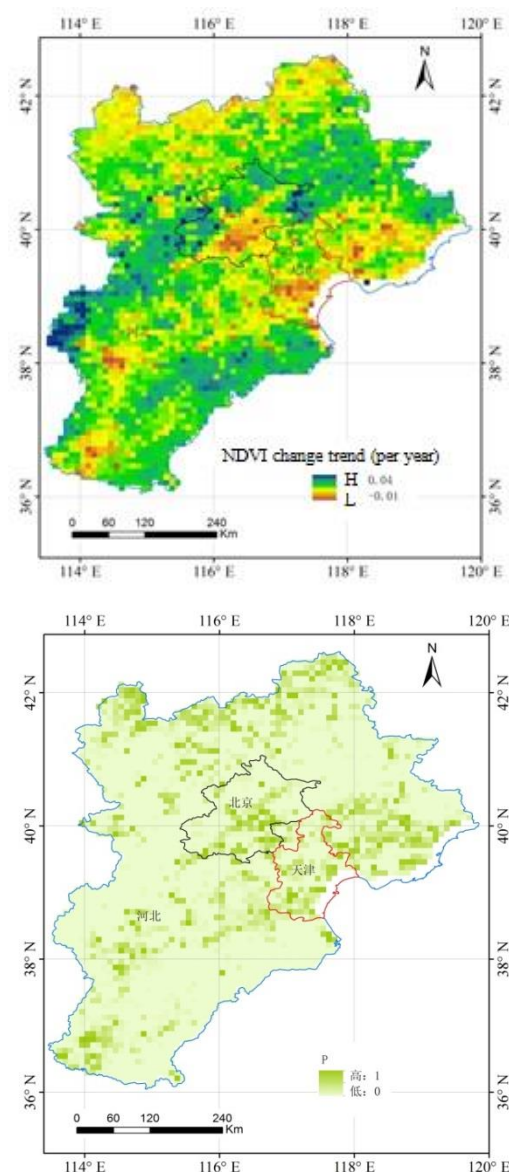 114° E 116° E 118° E 120° E
N
42° N 42° N
40° N 40° N
38° N 38° N
NDVI change trend (per year)
H 0.04
L -0.01
36° N 36° N
0 60 120 240
Km
114° E 116° E 118° E 120° E
114° E 116° E 118° E 120° E
N
42° N 42° N
北京
40° N 40° N
天津
河北
38° N 38° N
P
高：1
低：0
36° N 36° N
0 60 120 240
Km
114° E 116° E 118° E 120° E